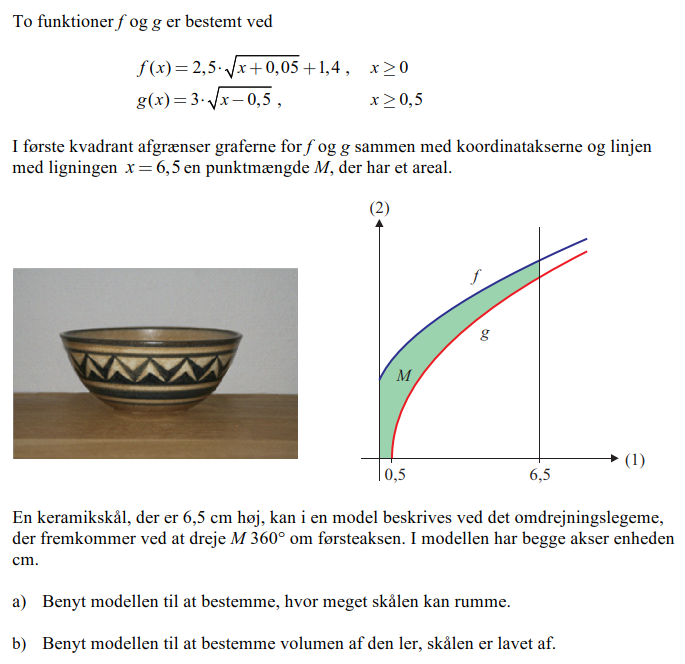 To funktioner f og g er bestemt ved
f(x) = 2,5·√(x+0,05) + 1,4 , x ≥ 0
g(x) = 3·√(x−0,5) , x ≥ 0,5
I første kvadrant afgrænser graferne for f og g sammen med koordinatakserne og linjen
med ligningen x = 6,5 en punktmængde M, der har et areal.
(2)
f
g
M
(1)
0,5 6,5
En keramikskål, der er 6,5 cm høj, kan i en model beskrives ved det omdrejningslegeme,
der fremkommer ved at dreje M 360° om førsteaksen. I modellen har begge akser enheden
cm.
a) Benyt modellen til at bestemme, hvor meget skålen kan rumme.
b) Benyt modellen til at bestemme volumen af den ler, skålen er lavet af.